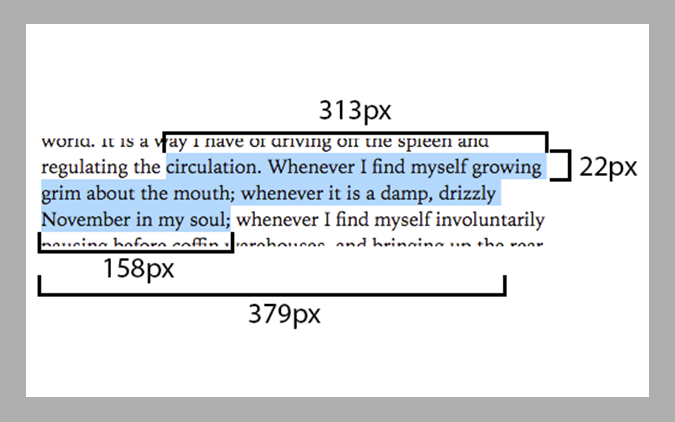 313px
world. It is a way I have of driving off the spleen and
regulating the circulation. Whenever I find myself growing
22px
grim about the mouth; whenever it is a damp, drizzly
November in my soul; whenever I find myself involuntarily
pausing before coffin warehouses, and bringing up the rear
158px
379px